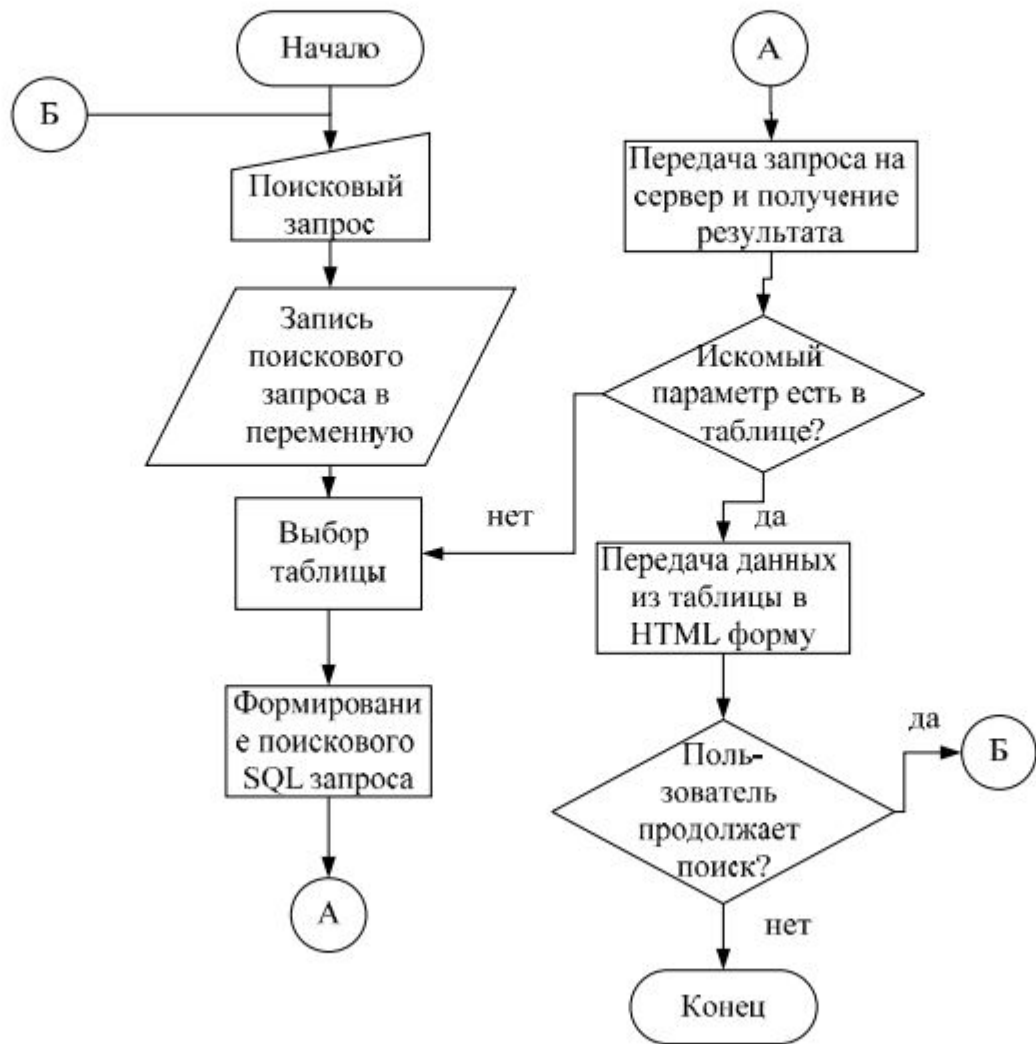 Начало
Б
Поисковый
запрос
Запись
поискового
запроса в
переменную
Выбор
таблицы
Формировани
е поискового
SQL запроса
А
А
Передача запроса на
сервер и получение
результата
Искомый
параметр есть в
таблице?
нет
да
Передача данных
из таблицы в
HTML форму
Поль-
зователь
продолжает
поиск?
да
Б
нет
Конец